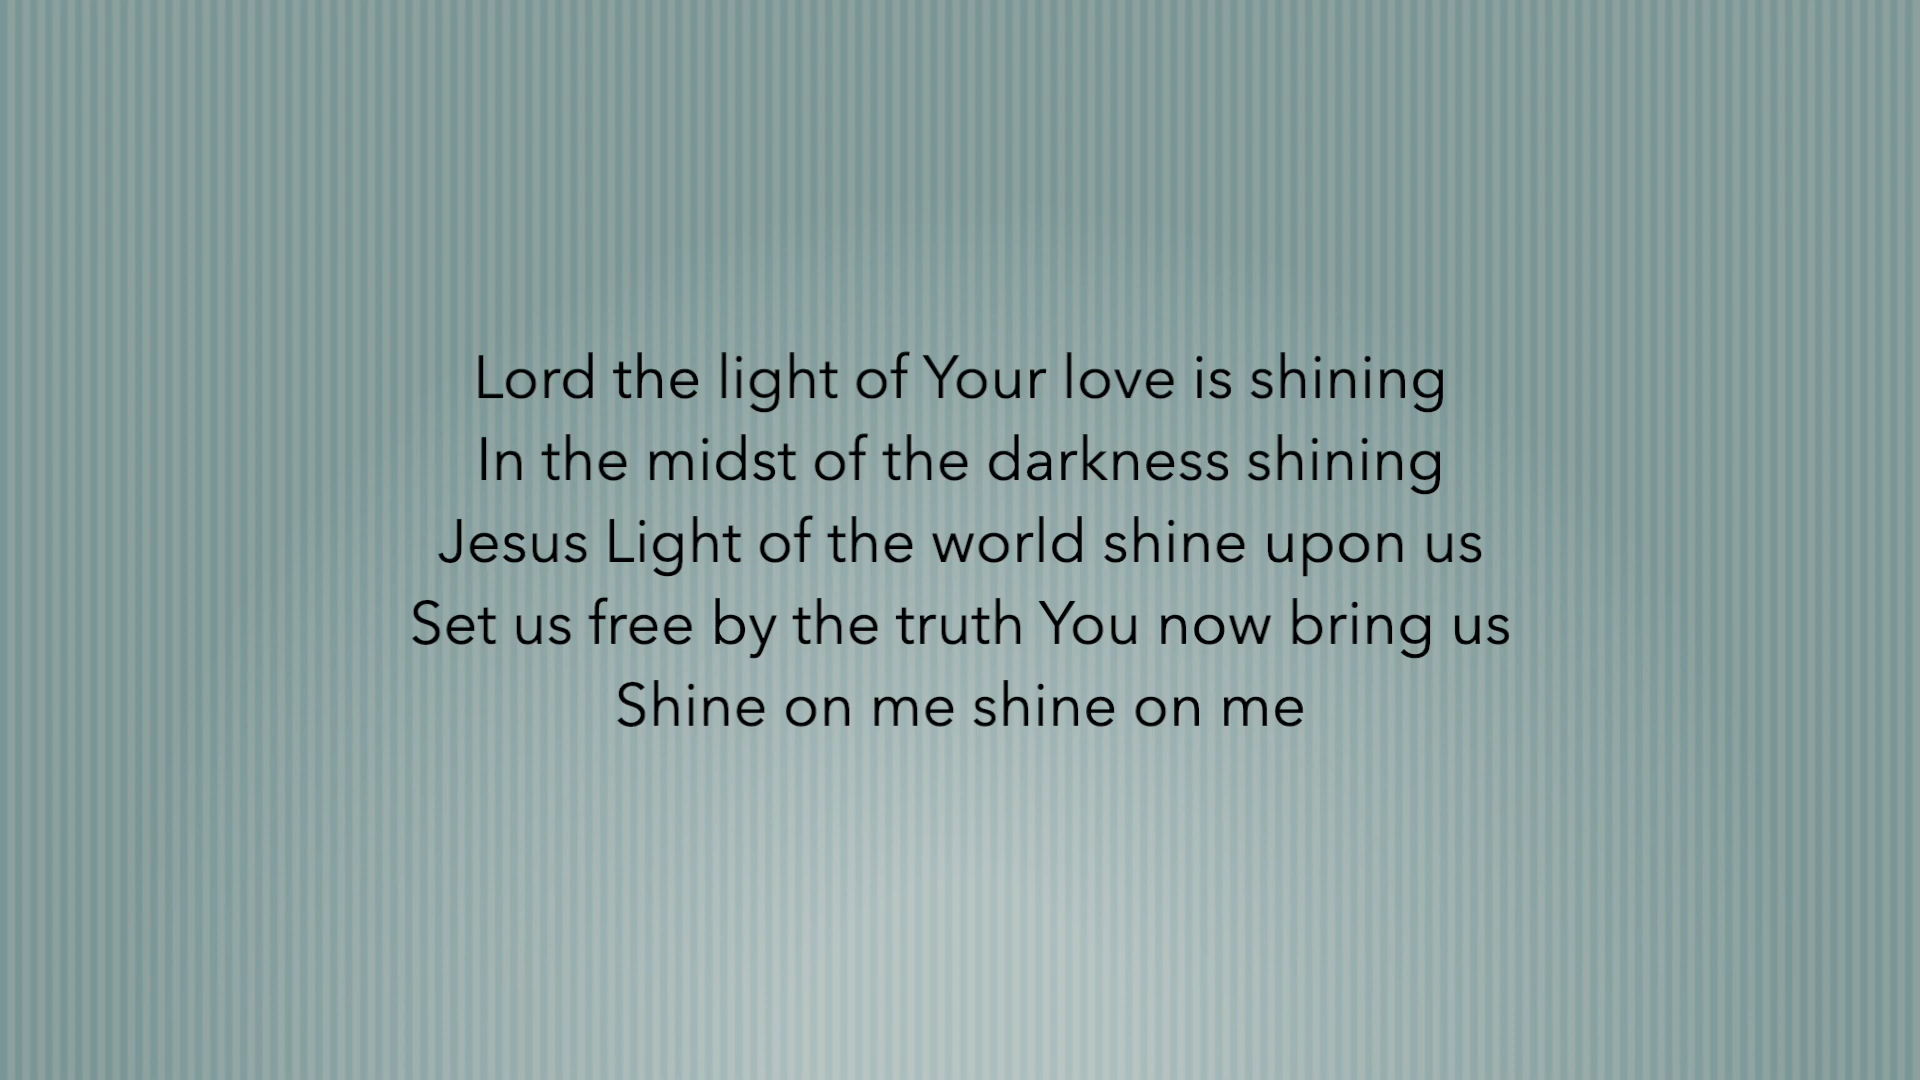 Lord the light of Your love is shining
In the midst of the darkness shining
Jesus Light of the world shine upon us
Set us free by the truth You now bring us
Shine on me shine on me